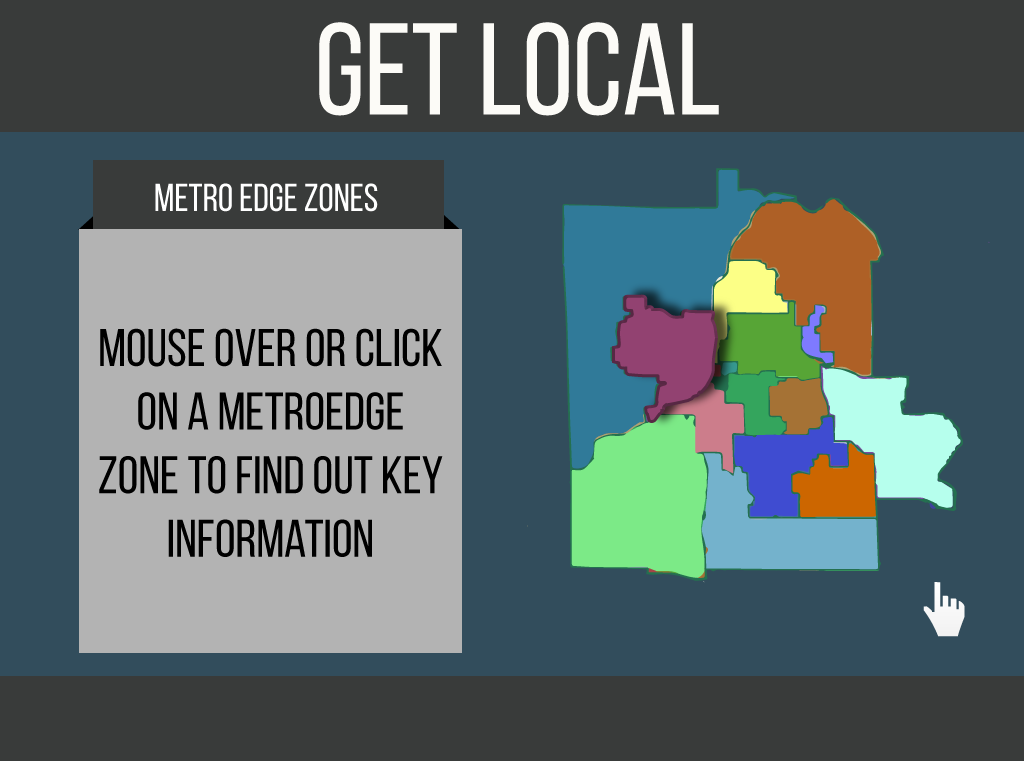 GET LOCAL
METRO EDGE ZONES
MOUSE OVER OR CLICK
ON A METROEDGE
ZONE TO FIND OUT KEY
INFORMATION